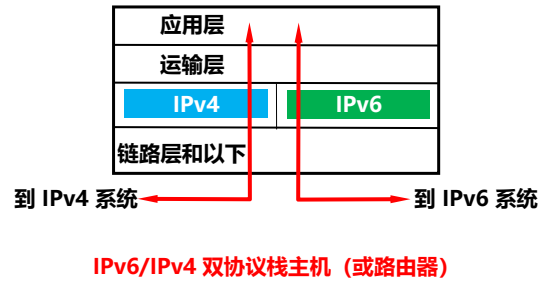 应用层
运输层
IPv4 IPv6
链路层和以下
到 IPv4 系统 到 IPv6 系统
IPv6/IPv4 双协议栈主机（或路由器）